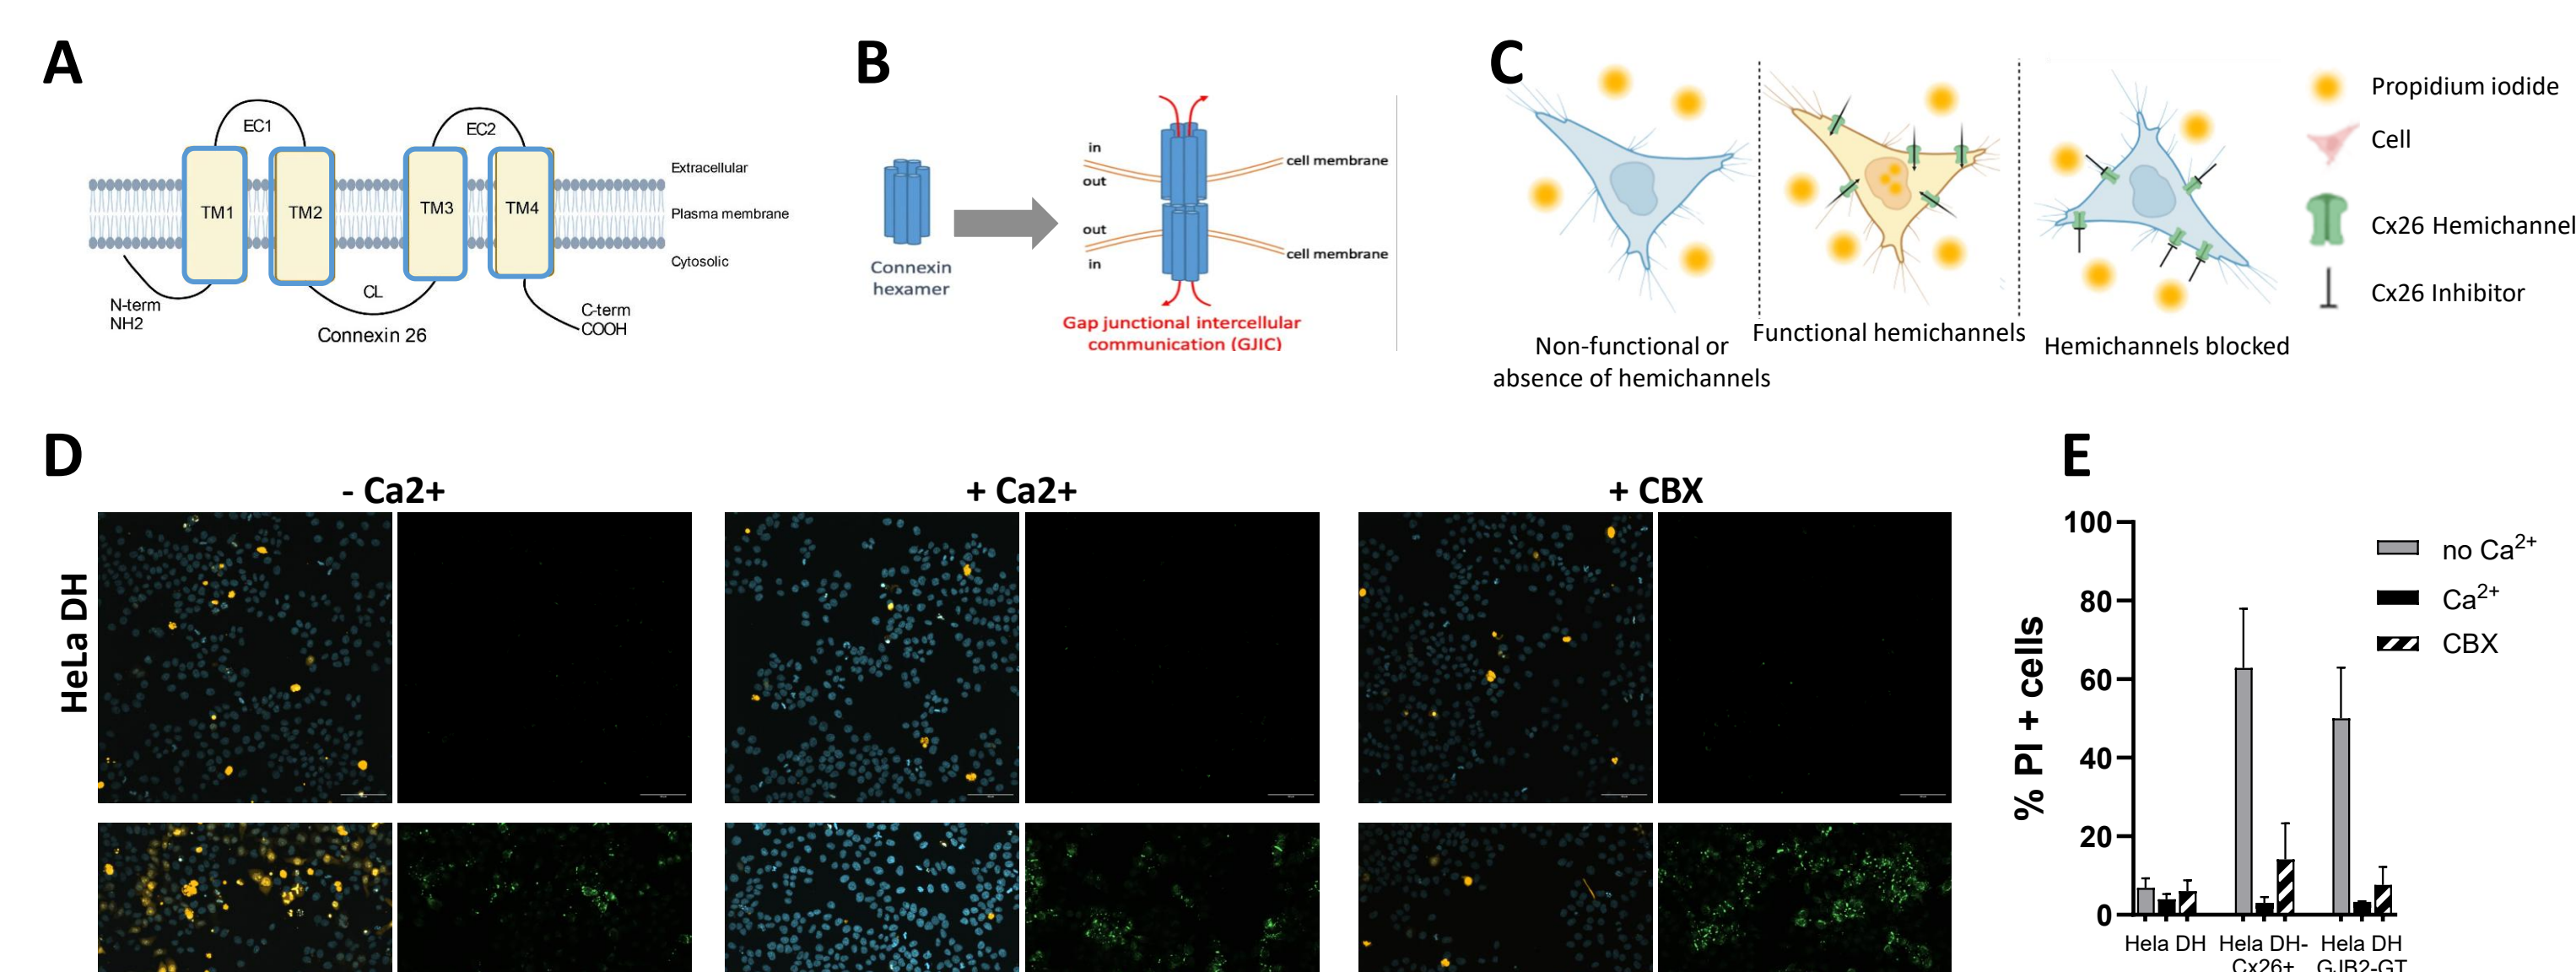 A
EC1
EC2
TM1
TM2
TM3
TM4
Extracellular
Plasma membrane
Cytosolic
N-term
NH2
CL
Connexin 26
C-term
COOH
B
Connexin
hexamer
in
out
out
in
cell membrane
cell membrane
Gap junctional intercellular
communication (GJIC)
C
Non-functional or
absence of hemichannels
Functional hemichannels
Hemichannels blocked
Propidium iodide
Cell
Cx26 Hemichannel
Cx26 Inhibitor
D
- Ca2+
+ Ca2+
+ CBX
HeLa DH
E
% PI + cells
100
80
60
40
20
0
no Ca2+
Ca2+
CBX
Hela DH
Hela DH-
Cx26+
Hela DH
GJB2-GT